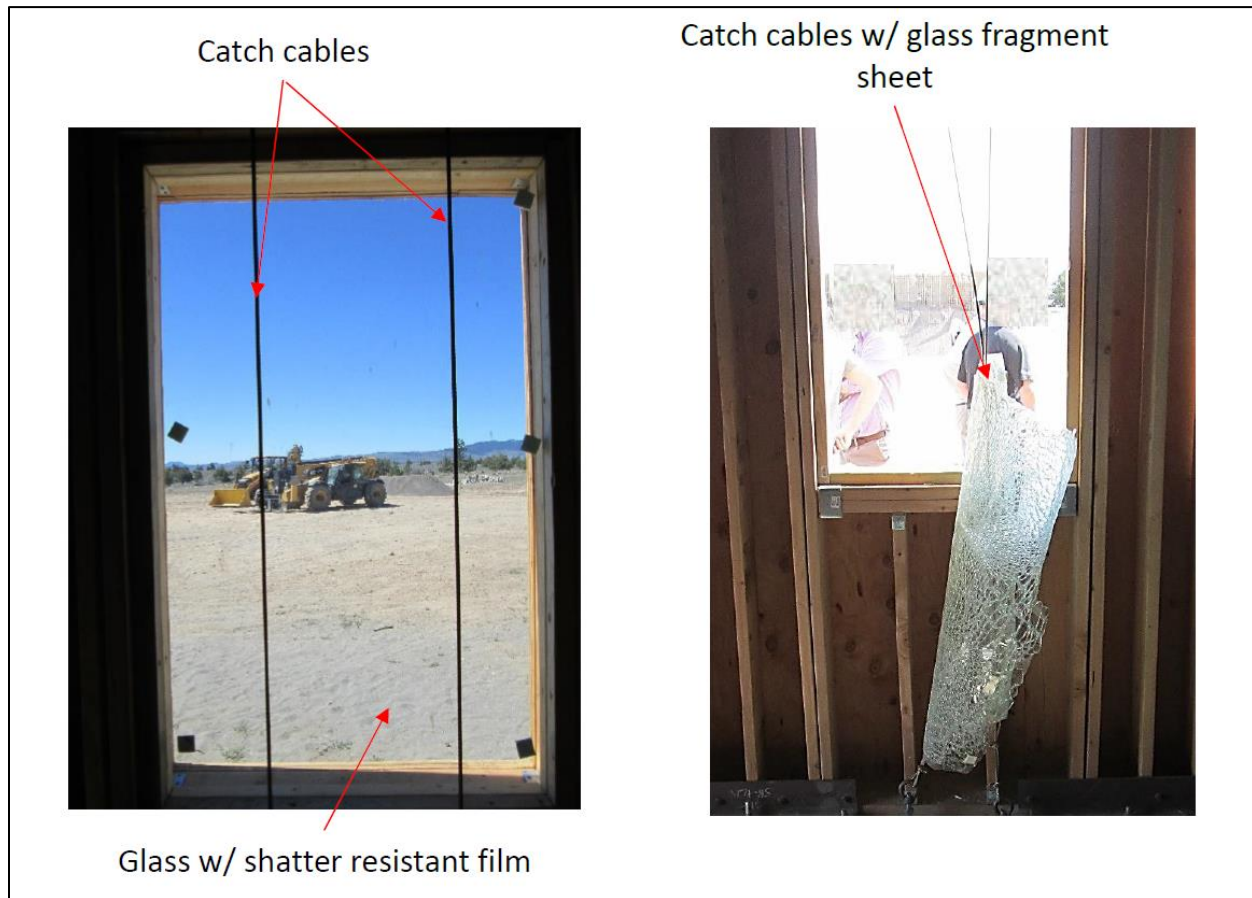 Catch cables
Catch cables w/ glass fragment
sheet
Glass w/ shatter resistant film